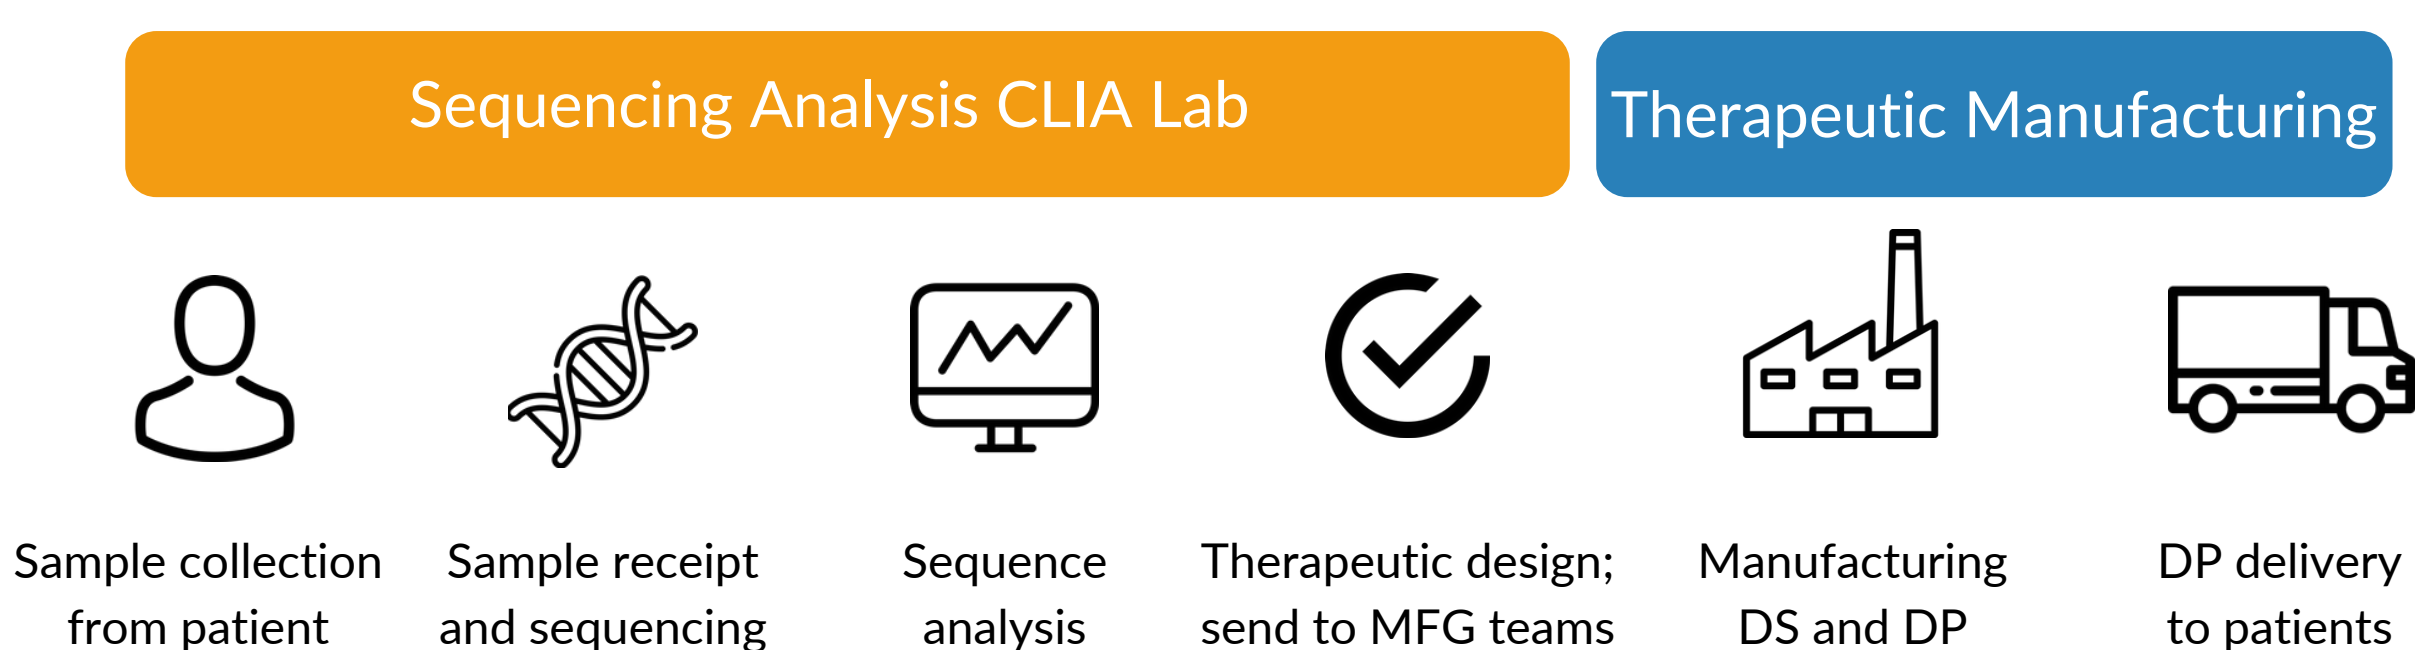 Sequencing Analysis CLIA Lab
Therapeutic Manufacturing
Sample collection
from patient
Sample receipt
and sequencing
Sequence
analysis
Therapeutic design;
send to MFG teams
Manufacturing
DS and DP
DP delivery
to patients